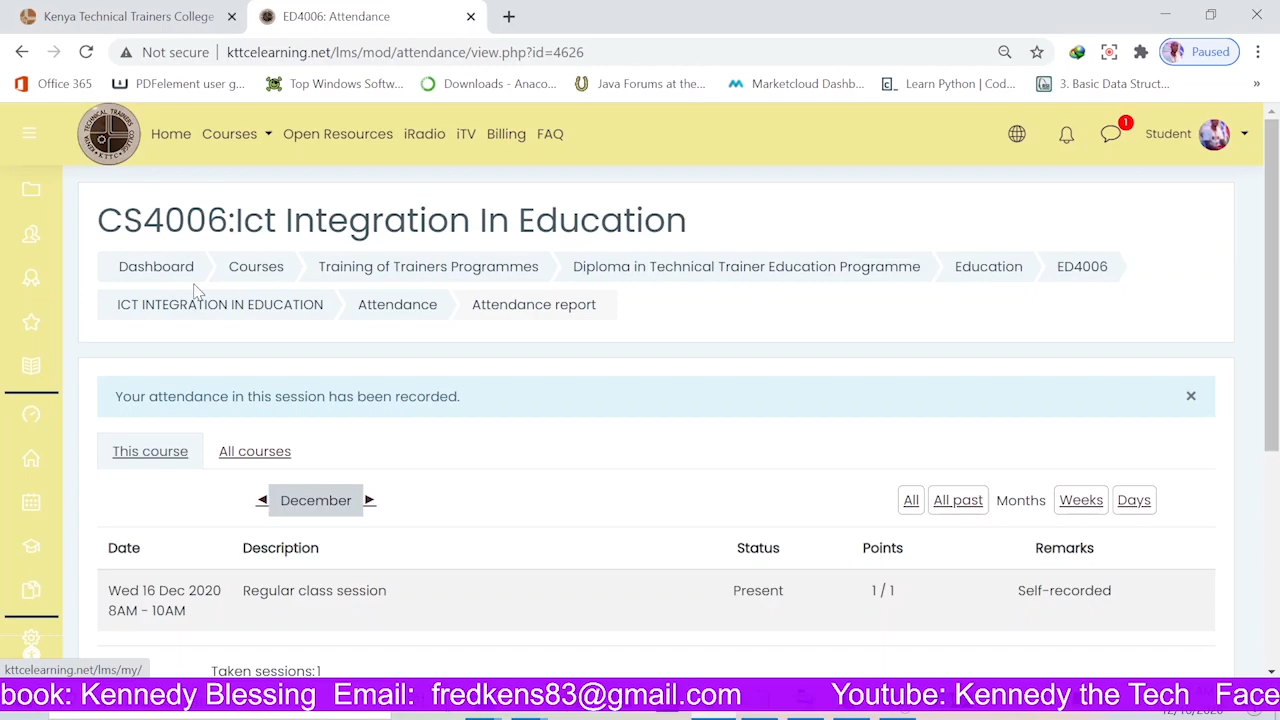 Kenya Technical Trainers College
ED4006: Attendance
Not secure
kttcelearning.net/lms/mod/attendance/view.php?id=4626
Paused
Office 365
PDFelement user g...
Top Windows Softw...
Downloads - Anaco...
Java Forums at the...
Marketcloud Dashb...
Learn Python | Cod...
3. Basic Data Struct...
»
Home Courses Open Resources iRadio iTV Billing FAQ
1
Student
CS4006:Ict Integration In Education
Dashboard Courses Training of Trainers Programmes Diploma in Technical Trainer Education Programme Education ED4006
ICT INTEGRATION IN EDUCATION Attendance Attendance report
Your attendance in this session has been recorded.
This course All courses
December
All All past Months Weeks Days
Date Description Status Points Remarks
Wed 16 Dec 2020 Regular class session Present 1 / 1 Self-recorded
8AM - 10AM
kttcelearning.net/lms/my/
Taken sessions:1
book: Kennedy Blessing Email: fredkens83@gmail.com Youtube: Kennedy the Tech Face